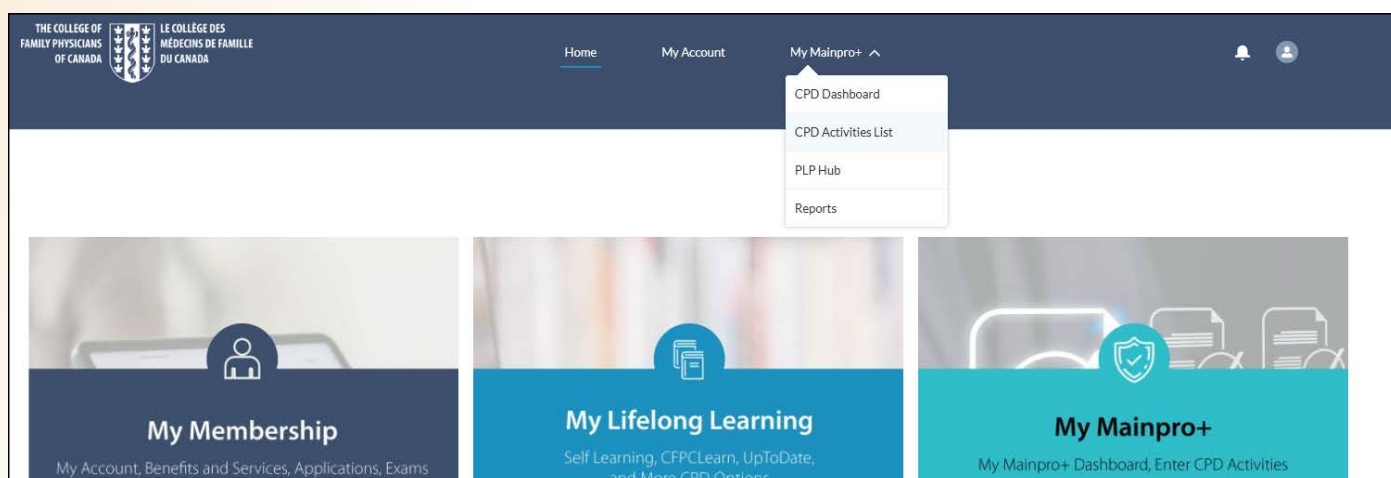 THE COLLEGE OF
FAMILY PHYSICIANS
OF CANADA
LE COLLÈGE DES
MÉDECINS DE FAMILLE
DU CANADA
Home
My Account
My Mainpro+
CPD Dashboard
CPD Activities List
PLP Hub
Reports
My Membership
My Account, Benefits and Services, Applications, Exams
My Lifelong Learning
Self Learning, CFPCLearn, UpToDate,
and More CPD Options
My Mainpro+
My Mainpro+ Dashboard, Enter CPD Activities